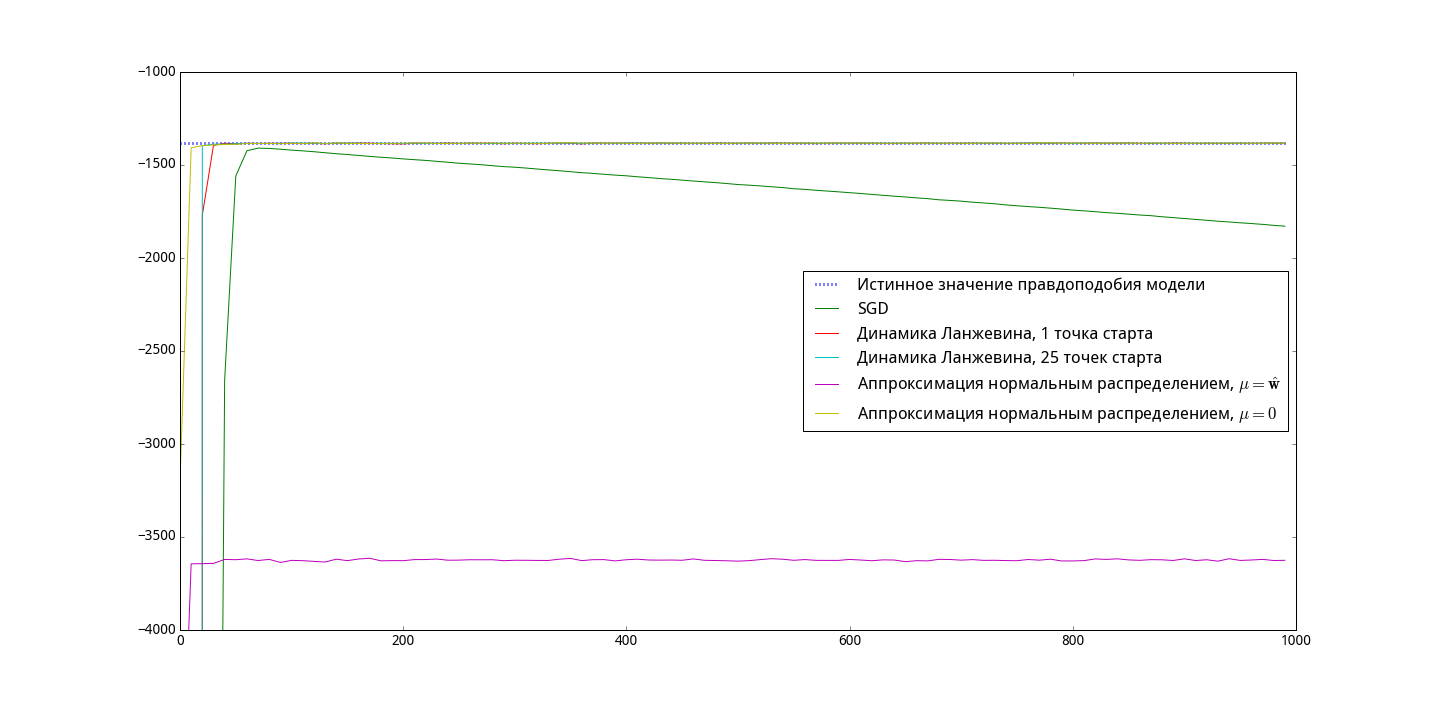 −1000
−1500
−2000
−2500
−3000
−3500
−4000
0 200 400 600 800 1000
Истинное значение правдоподобия модели
SGD
Динамика Ланжевина, 1 точка старта
Динамика Ланжевина, 25 точек старта
Аппроксимация нормальным распределением, μ = ŵ
Аппроксимация нормальным распределением, μ = 0